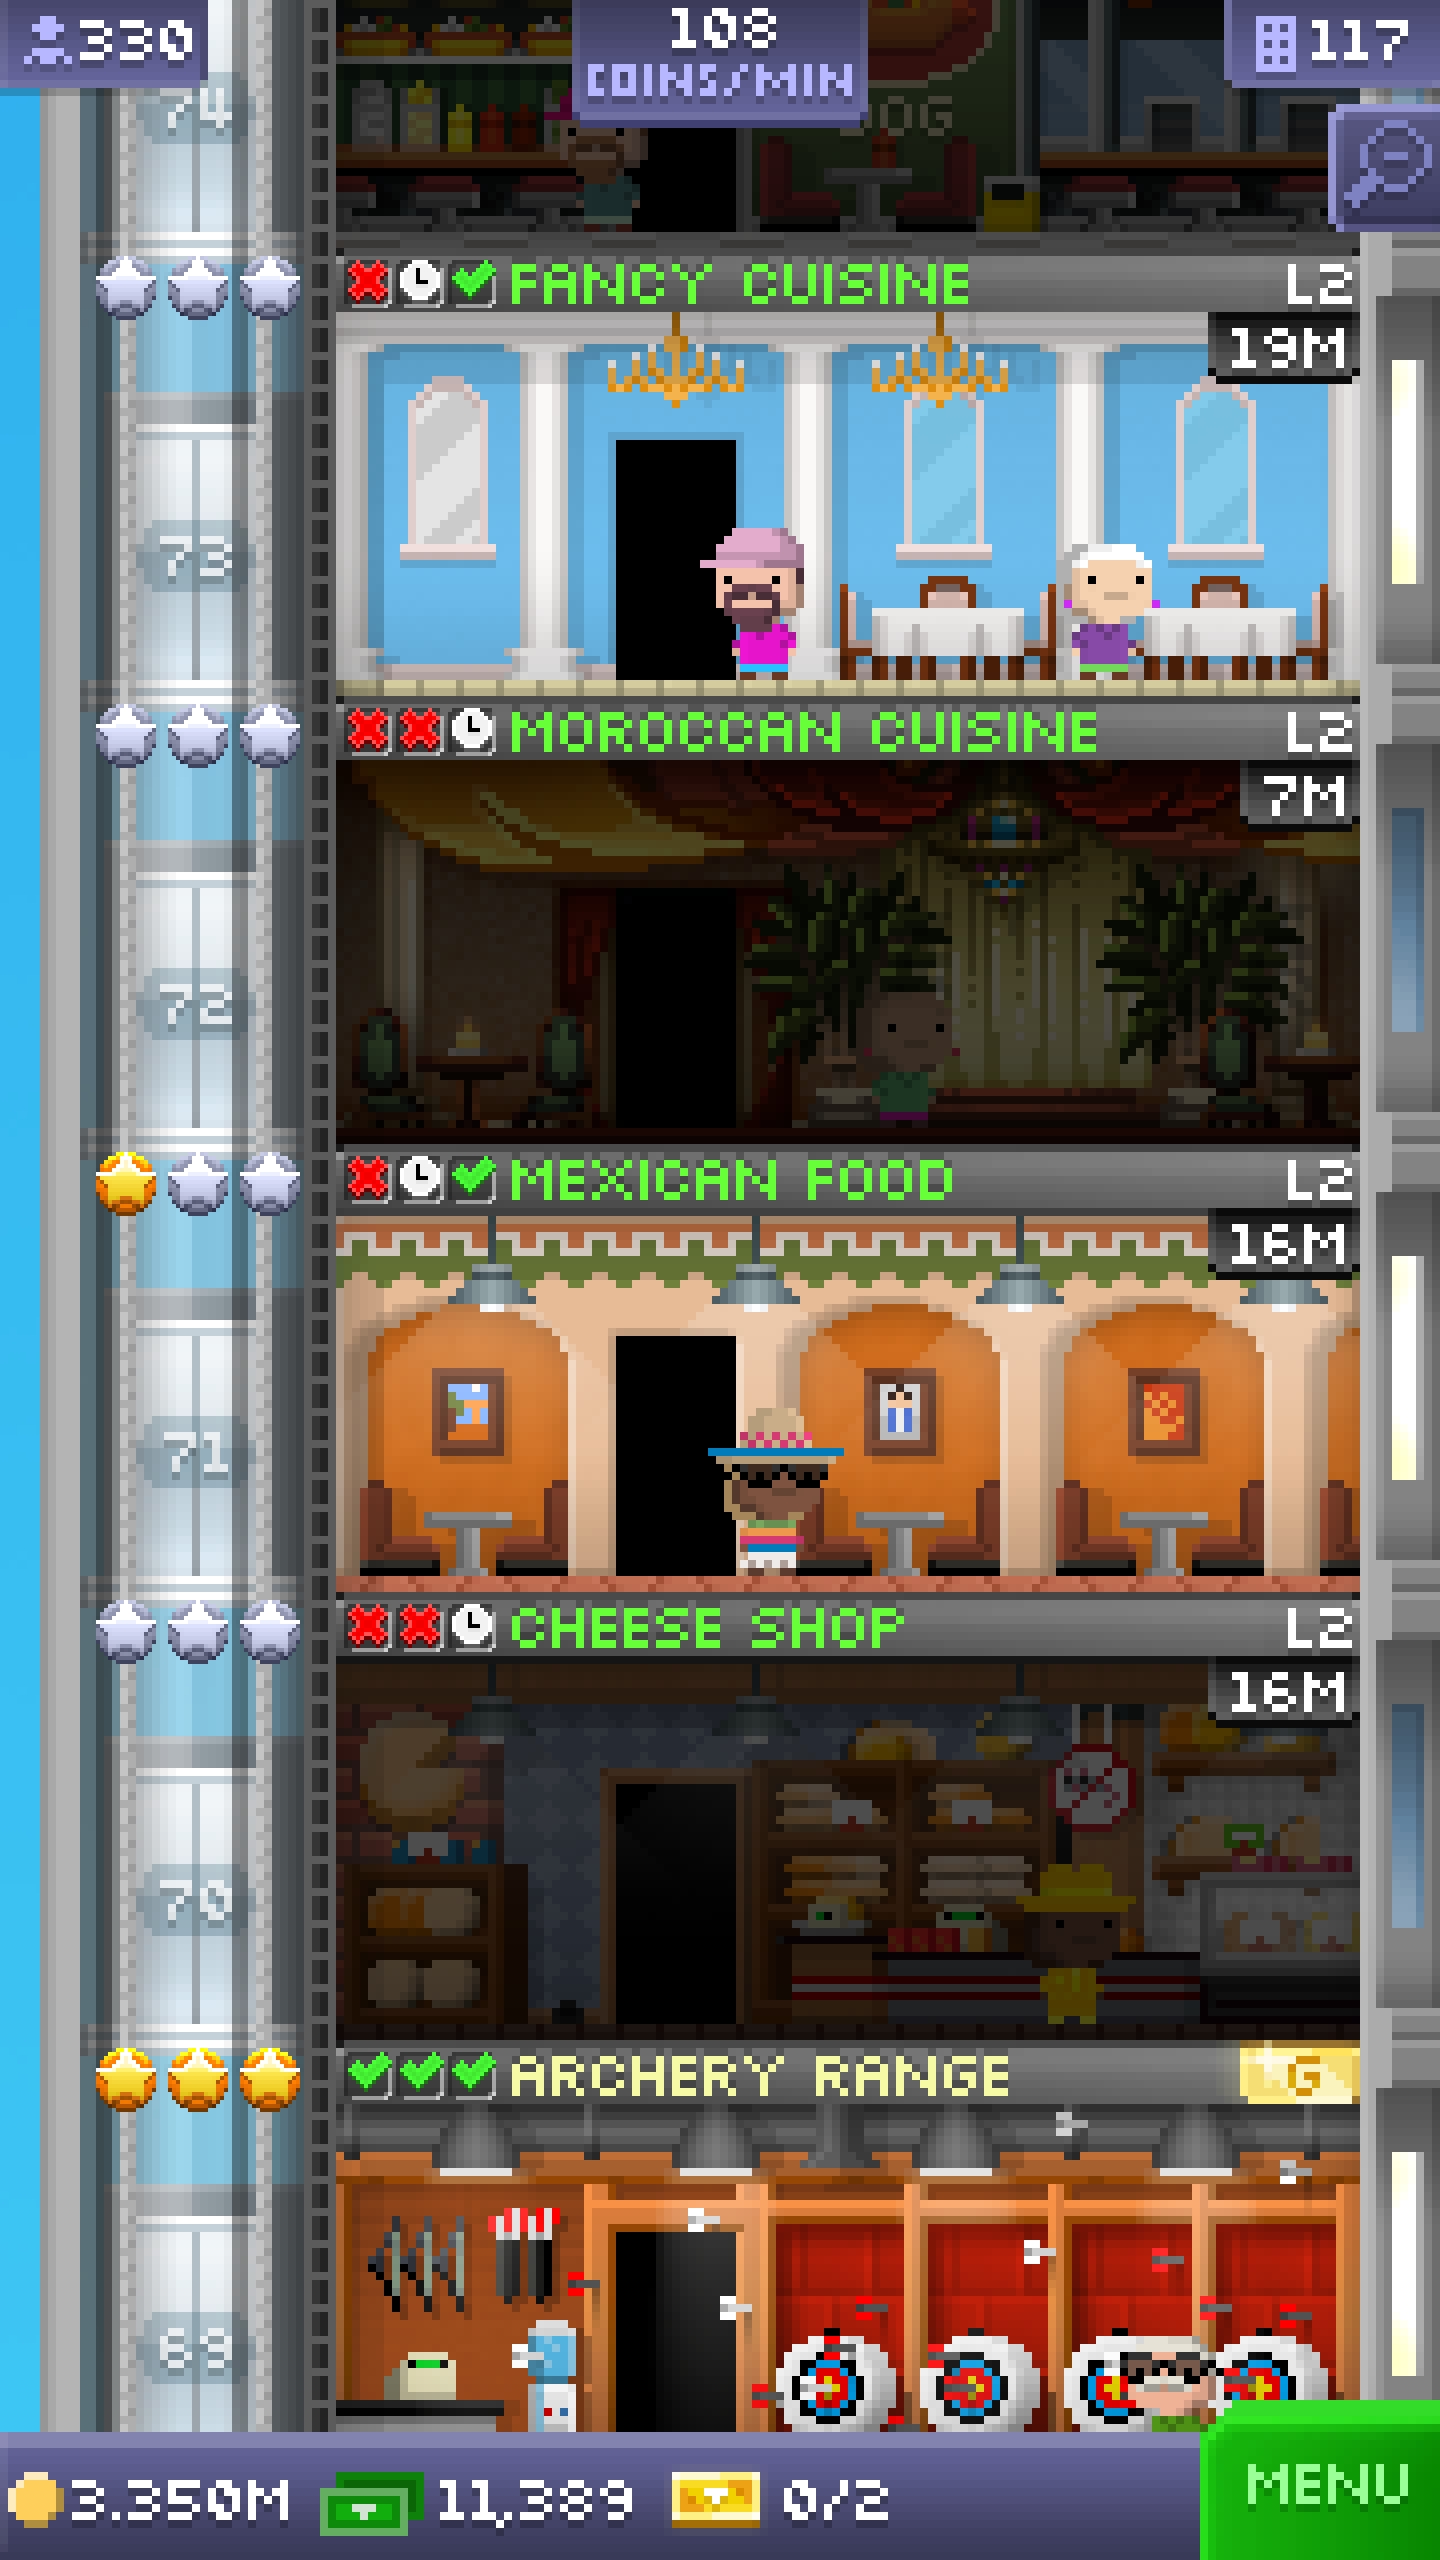 330
108
COINS/MIN
117
74
DOG
FANCY CUISINE L2
19M
73
MOROCCAN CUISINE L2
7M
72
MEXICAN FOOD L2
16M
71
CHEESE SHOP L2
16M
70
ARCHERY RANGE G
69
3.350M 11,389 0/2
MENU